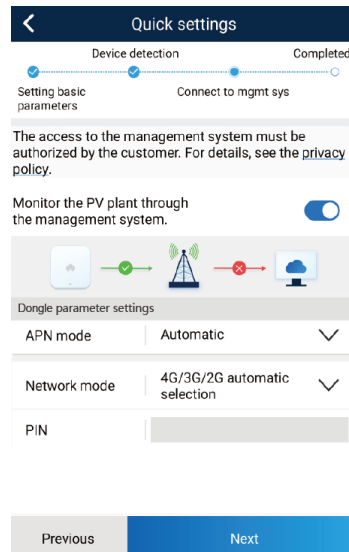 Quick settings
Device detection
Completed
Setting basic
parameters
Connect to mgmt sys
The access to the management system must be
authorized by the customer. For details, see the privacy
policy.
Monitor the PV plant through
the management system.
Dongle parameter settings
APN mode
Automatic
Network mode
4G/3G/2G automatic
selection
PIN
Previous
Next